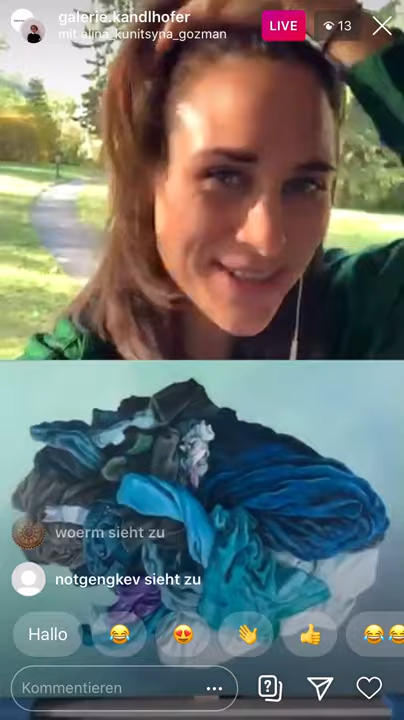 galerie.kandlhofer
mit alina_kunitsyna_gozman
LIVE
13
woerm sieht zu
notgengkev sieht zu
Hallo
Kommentieren